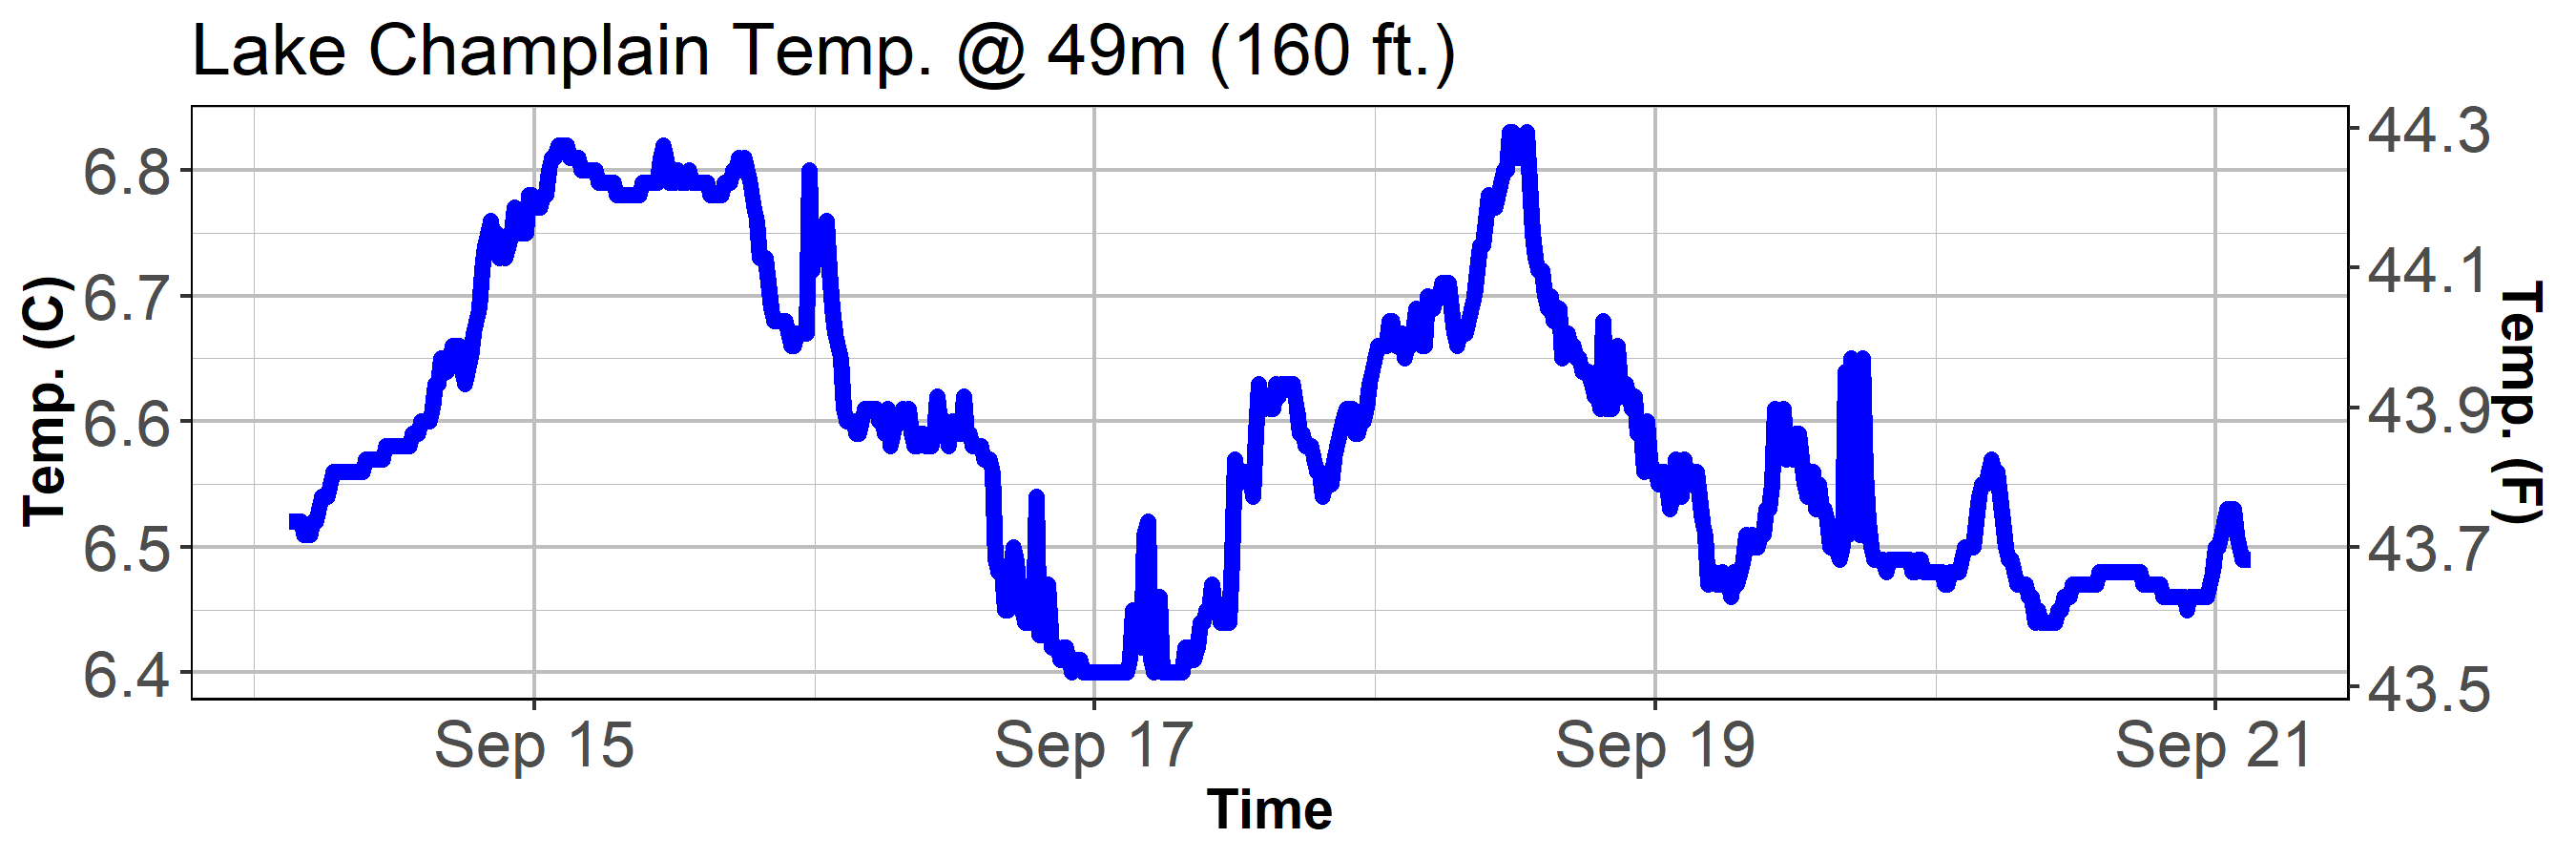 Lake Champlain Temp. @ 49m (160 ft.)
Temp. (C)
6.8
6.7
6.6
6.5
6.4
44.3
44.1
43.9
43.7
43.5
Temp. (F)
Sep 15
Sep 17
Sep 19
Sep 21
Time